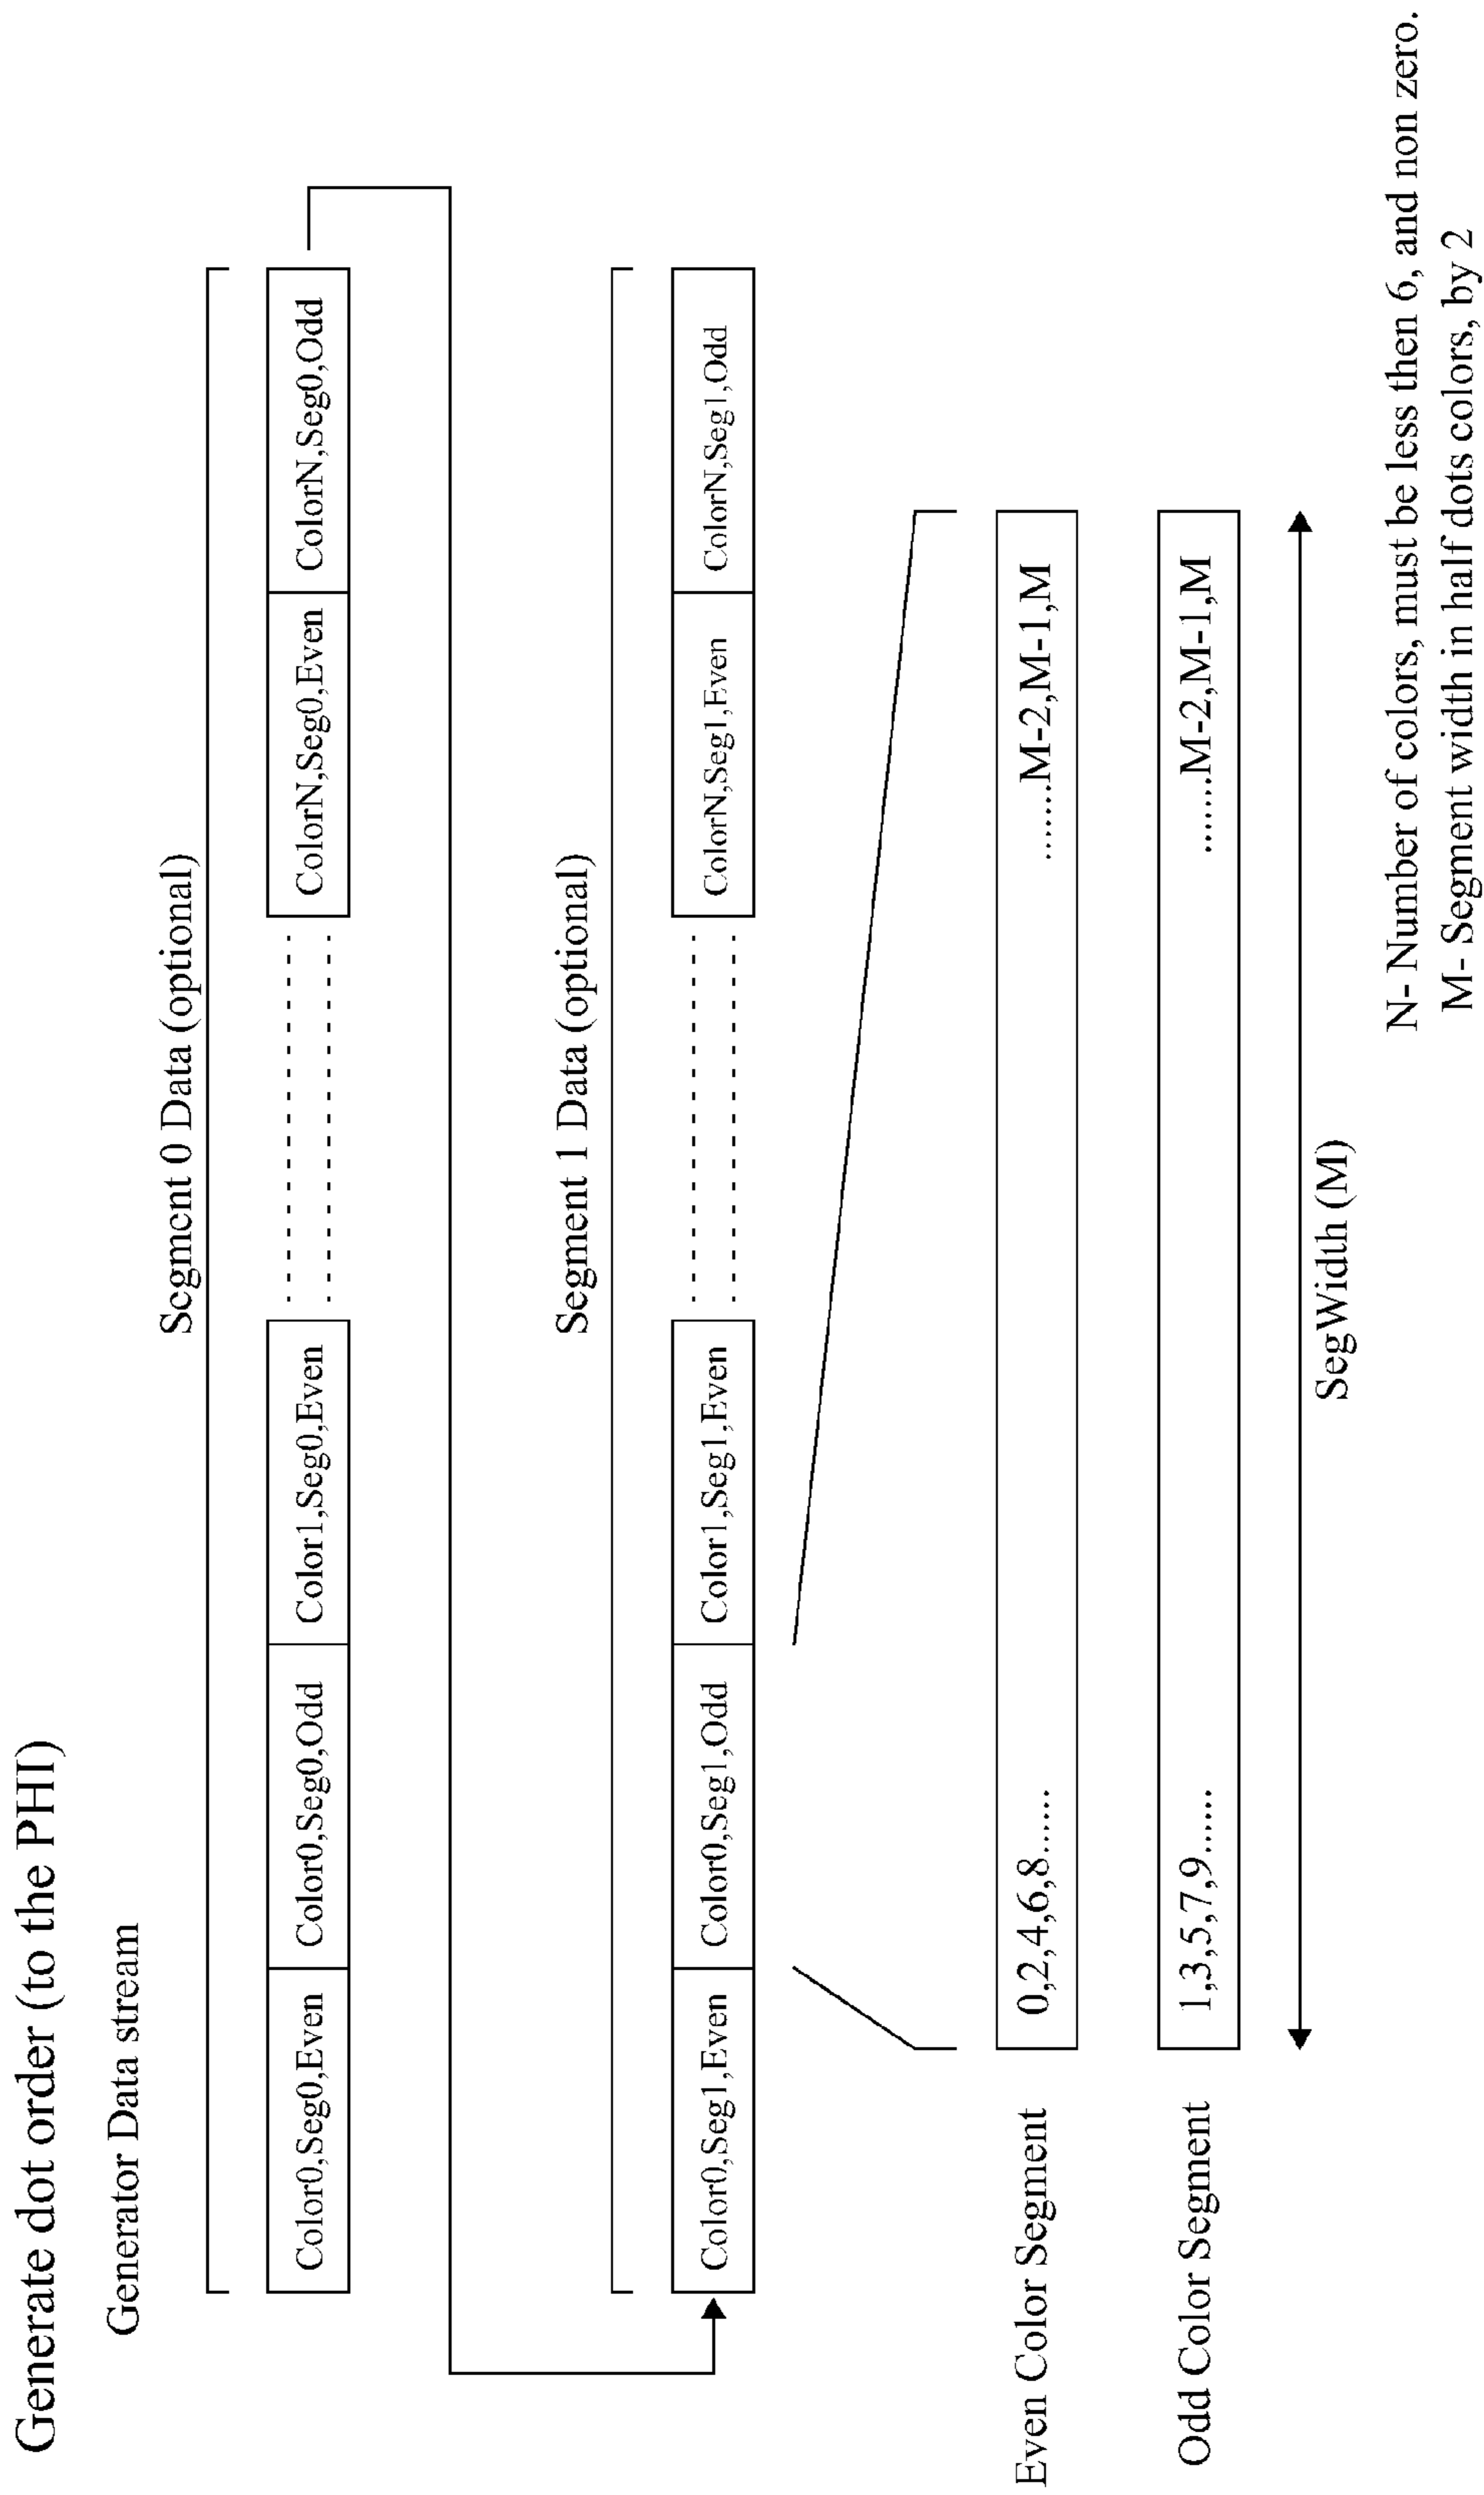 Generate dot order (to the PHI)
Generator Data stream
Segment 0 Data (optional)
Color0,Seg0,Even Color0,Seg0,Odd Color1,Seg0,Even ColorN,Seg0,Even ColorN,Seg0,Odd
Segment 1 Data (optional)
Color0,Seg1,Even Color0,Seg1,Odd Color1,Seg1,Even ColorN,Seg1,Even ColorN,Seg1,Odd
Even Color Segment 0,2,4,6,8...... ........M-2,M-1,M
Odd Color Segment 1,3,5,7,9...... .......M-2,M-1,M
SegWidth (M)
N- Number of colors, must be less then 6, and non zero.
M- Segment width in half dots colors, by 2